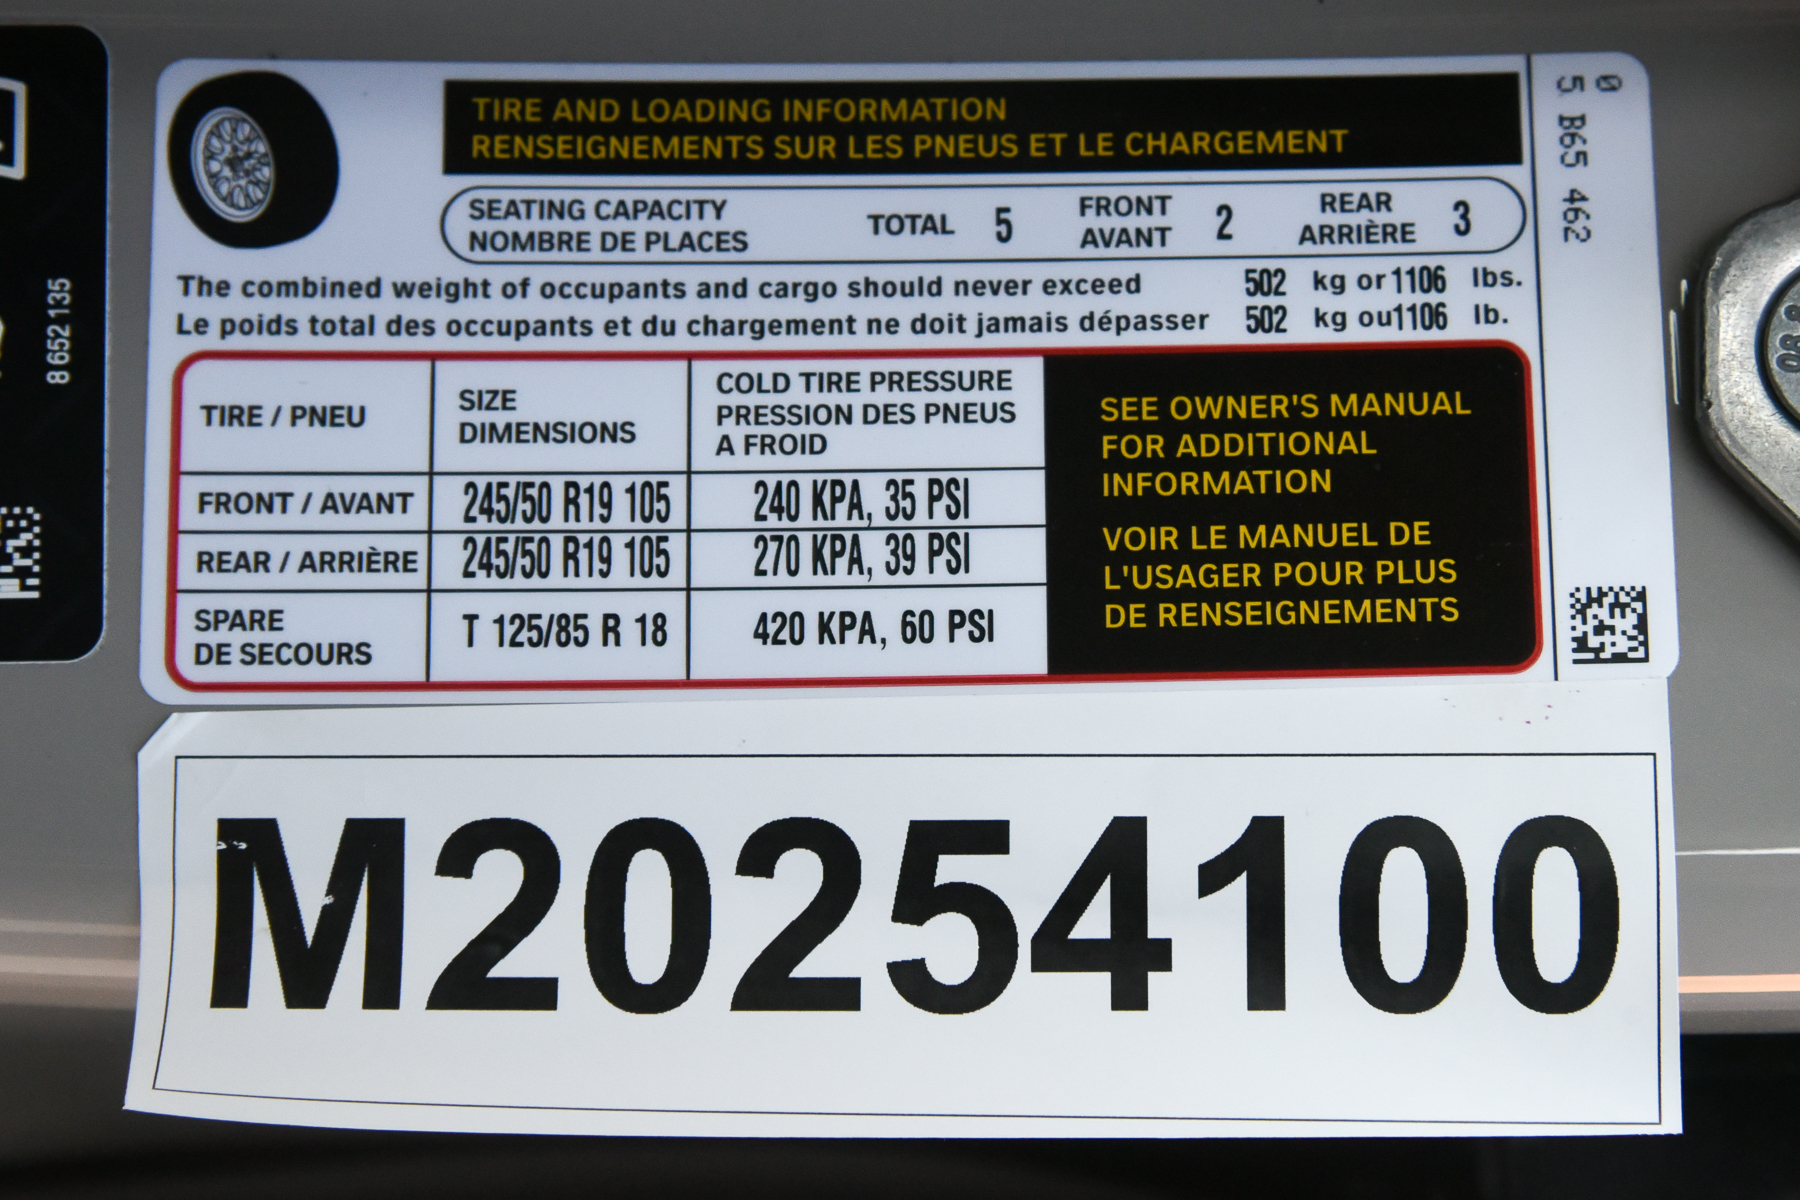 TIRE AND LOADING INFORMATION
RENSEIGNEMENTS SUR LES PNEUS ET LE CHARGEMENT
SEATING CAPACITY
NOMBRE DE PLACES
TOTAL 5
FRONT
AVANT
2
REAR
ARRIÈRE
3
The combined weight of occupants and cargo should never exceed 502 kg or 1106 lbs.
Le poids total des occupants et du chargement ne doit jamais dépasser 502 kg ou 1106 lb.
TIRE / PNEU
SIZE
DIMENSIONS
COLD TIRE PRESSURE
PRESSION DES PNEUS
A FROID
FRONT / AVANT 245/50 R19 105 240 KPA, 35 PSI
REAR / ARRIÈRE 245/50 R19 105 270 KPA, 39 PSI
SPARE
DE SECOURS
T 125/85 R 18 420 KPA, 60 PSI
SEE OWNER'S MANUAL
FOR ADDITIONAL
INFORMATION
VOIR LE MANUEL DE
L'USAGER POUR PLUS
DE RENSEIGNEMENTS
0
5 B65 462
8 652 135
M20254100